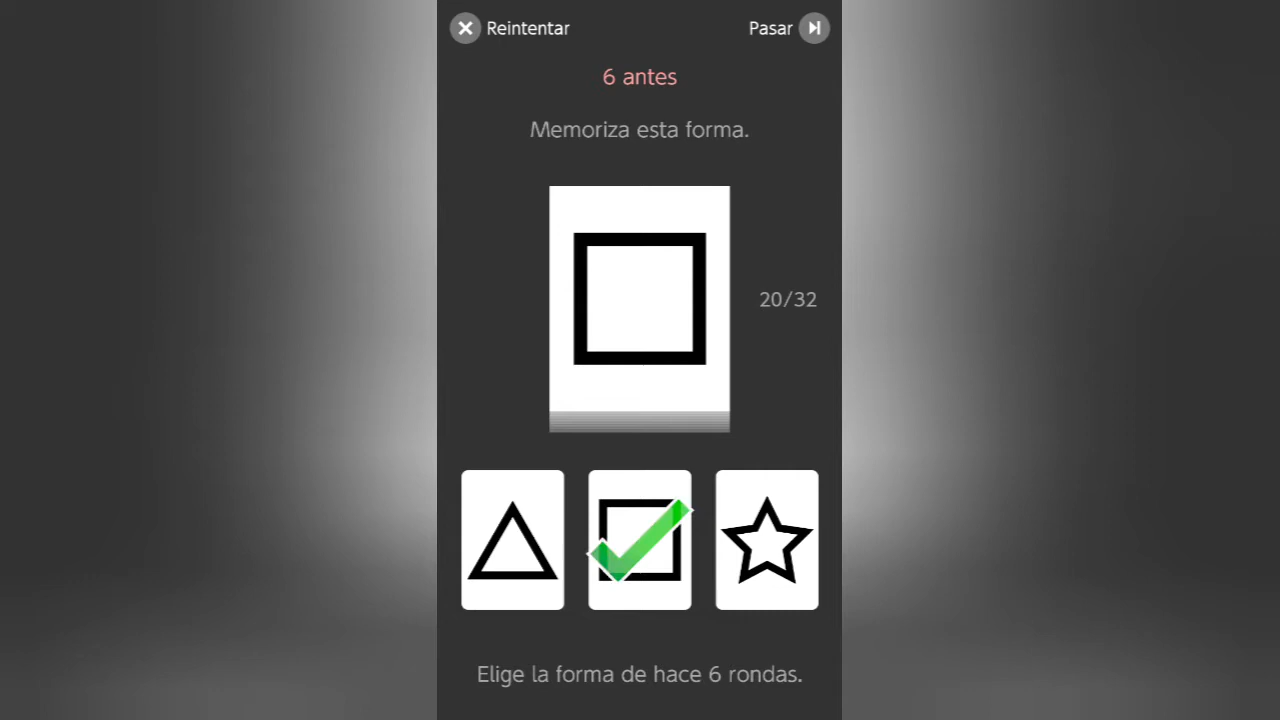 Reintentar
Pasar
6 antes
Memoriza esta forma.
20/32
Elige la forma de hace 6 rondas.